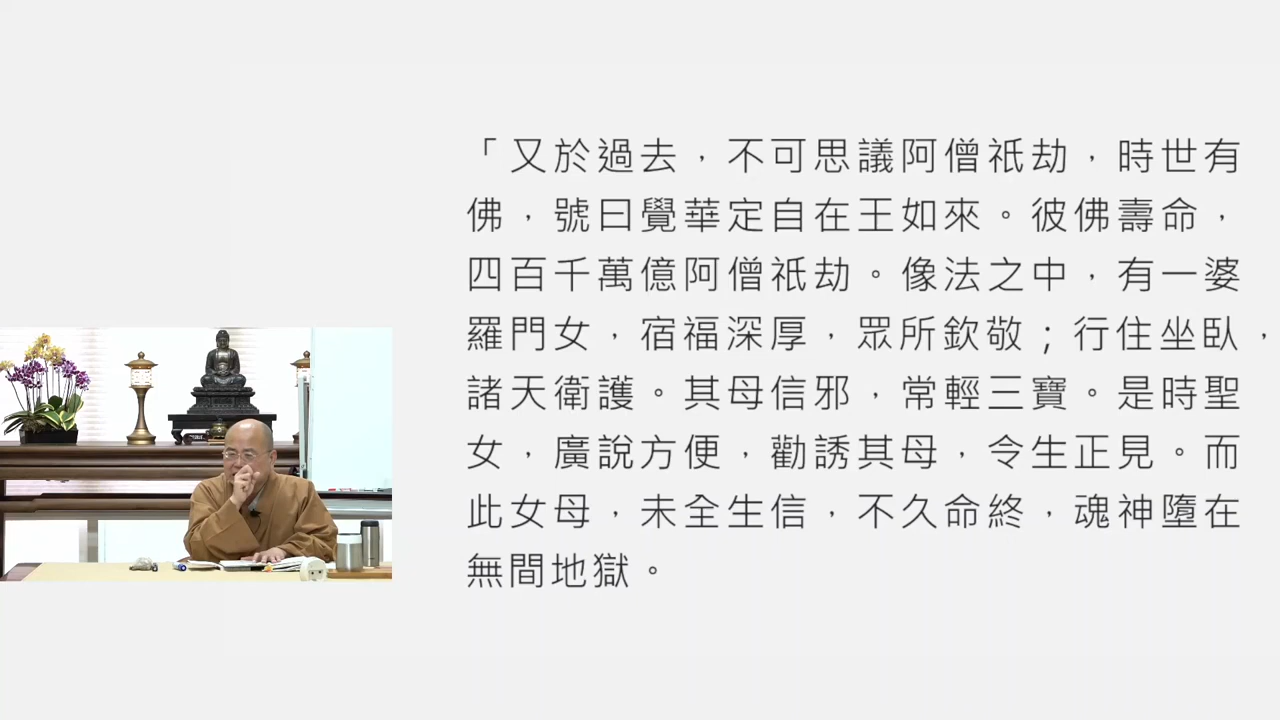 「又於過去，不可思議阿僧祇劫，時世有
佛，號曰覺華定自在王如來。彼佛壽命，
四百千萬億阿僧祇劫。像法之中，有一婆
羅門女，宿福深厚，眾所欽敬；行住坐臥，
諸天衛護。其母信邪，常輕三寶。是時聖
女，廣說方便，勸誘其母，令生正見。而
此女母，未全生信，不久命終，魂神墮在
無間地獄。